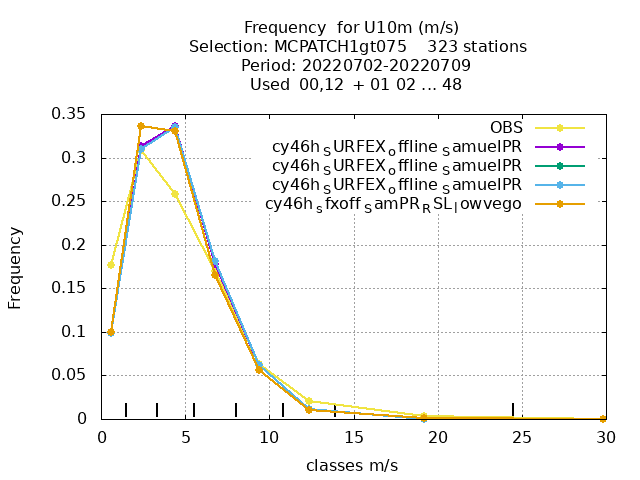 Frequency  for U10m (m/s)
Selection: MCPATCH1gt075    323 stations
Period: 20220702-20220709
Used  00,12  + 01 02 ... 48
0.35
0.3
0.25
0.2
0.15
0.1
0.05
0
Frequency
OBS
cy46h_SURFEX_offline_SamuelPR
cy46h_SURFEX_offline_SamuelPR
cy46h_SURFEX_offline_SamuelPR
cy46h_sfxoff_SamPR_RSL_lowvego
0 5 10 15 20 25 30
classes m/s